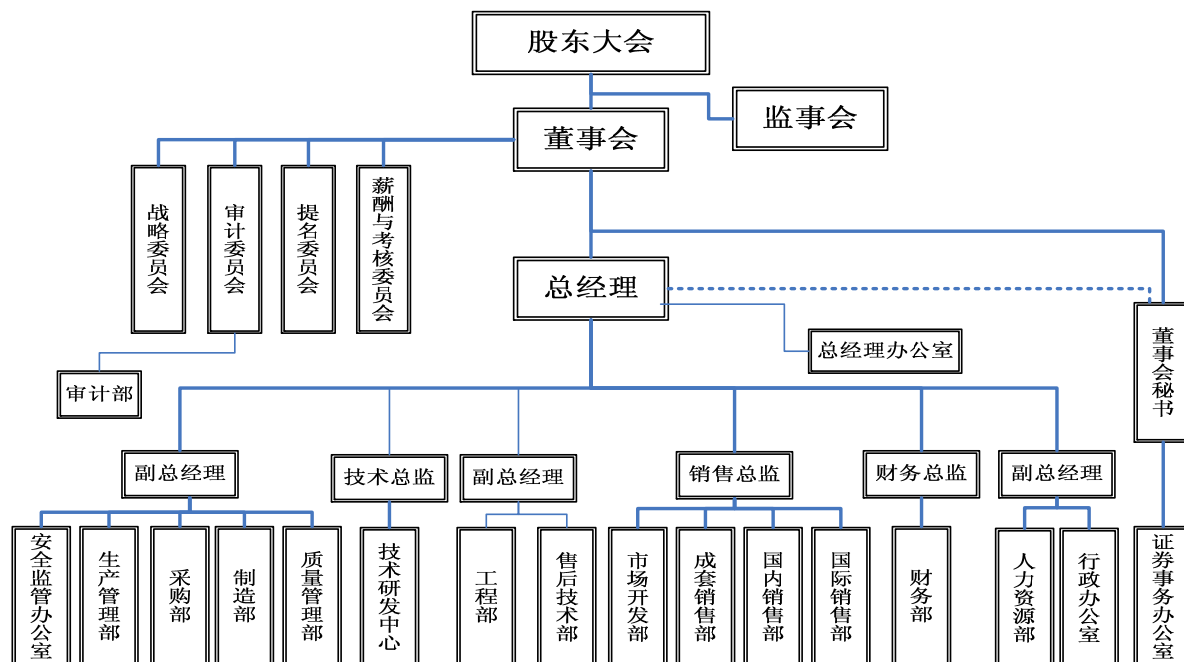 股东大会
监事会
董事会
战略委员会
审计委员会
提名委员会
薪酬与考核委员会
总经理
总经理办公室
董事会秘书
审计部
副总经理
技术总监
副总经理
销售总监
财务总监
副总经理
安全监管办公室
生产管理部
采购部
制造部
质量管理部
技术研发中心
工程部
售后技术部
市场开发部
成套销售部
国内销售部
国际销售部
财务部
人力资源部
行政办公室
证券事务办公室